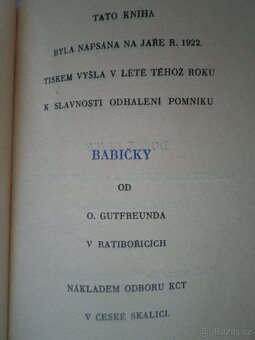 TATO KNIHA
BYLA NAPSÁNA NA JAŘE R. 1922.
TISKEM VYŠLA V LÉTĚ TÉHOŽ ROKU
K SLAVNOSTI ODHALENÍ POMNÍKU
BABIČKY
OD
O. GUTFREUNDA
V RATIBOŘICÍCH
NÁKLADEM ODBORU KČT
V ČESKÉ SKALICI.